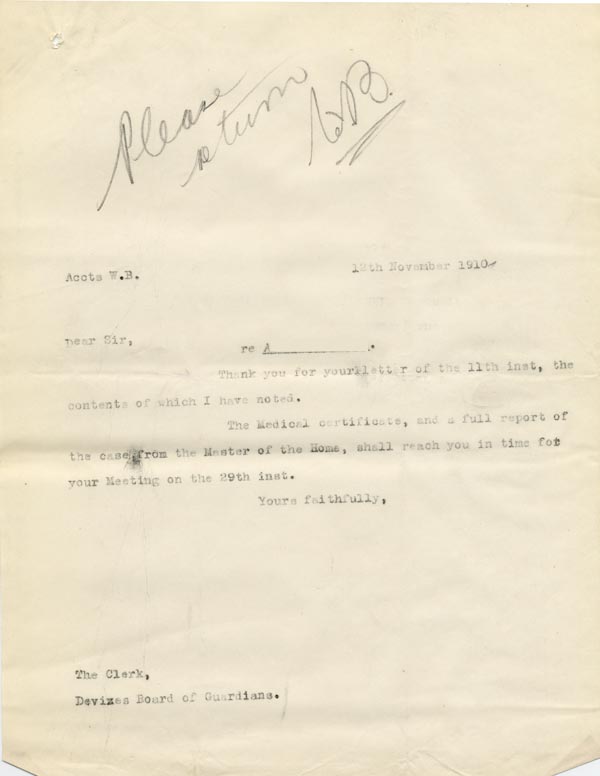 Please
return
W.B.
Accts W.B.
12th November 1910
Dear Sir,
re A______________.
Thank you for your letter of the 11th inst, the
contents of which I have noted.
The Medical certificate, and a full report of
the case from the Master of the Home, shall reach you in time for
your Meeting on the 29th inst.
Yours faithfully,
The Clerk,
Devizes Board of Guardians.